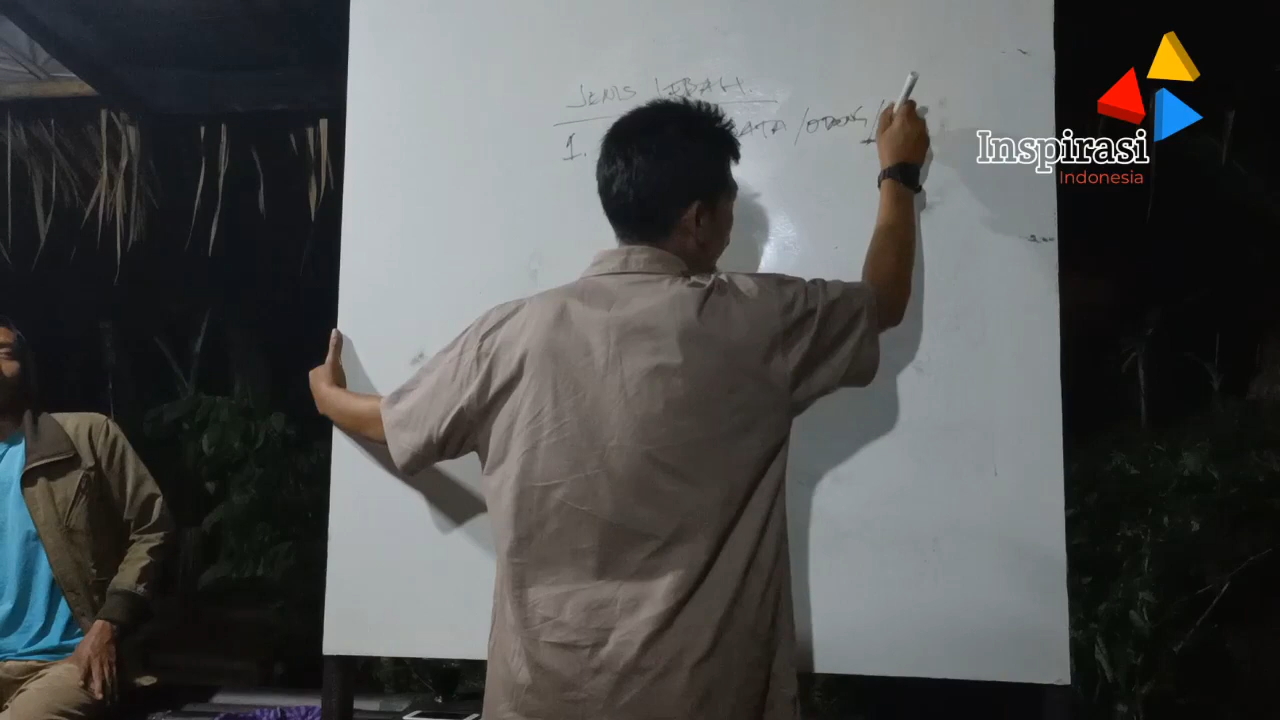 JENIS LEBAH.
1. ATA / ODENG /
Inspirasi
Indonesia